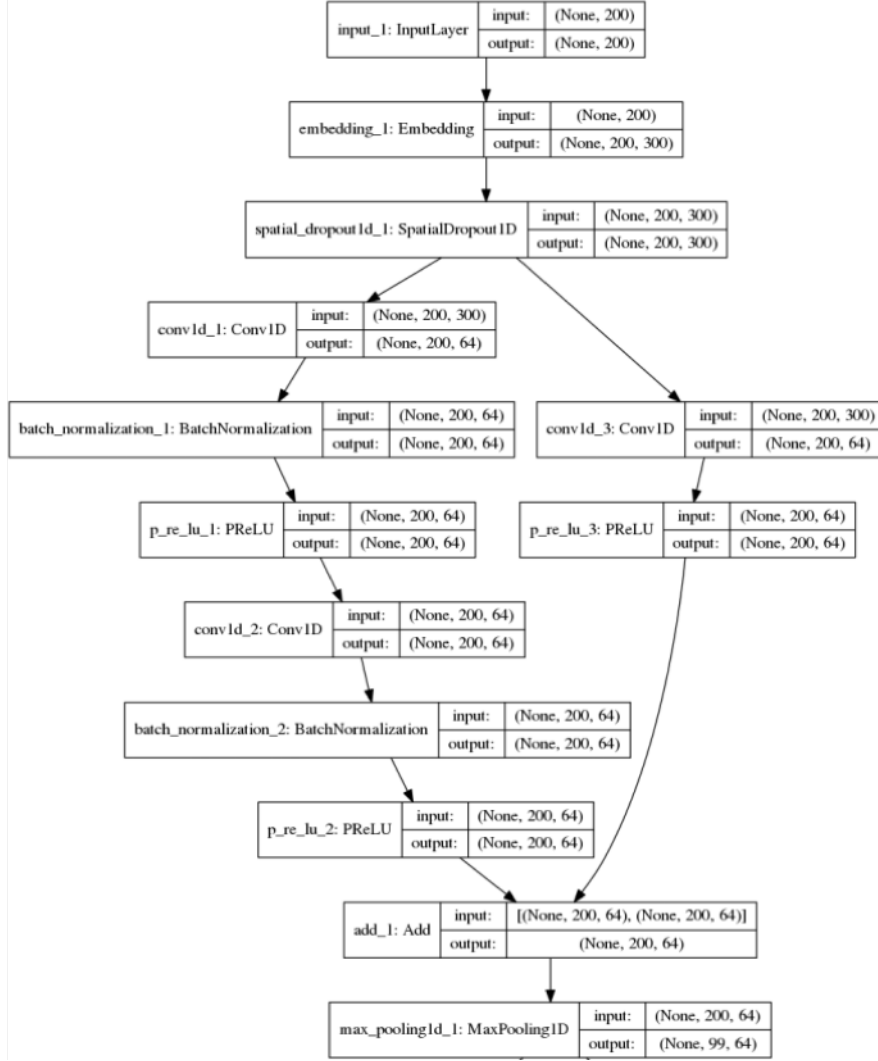 input_1: InputLayer
input: (None, 200)
output: (None, 200)
embedding_1: Embedding
input: (None, 200)
output: (None, 200, 300)
spatial_dropout1d_1: SpatialDropout1D
input: (None, 200, 300)
output: (None, 200, 300)
conv1d_1: Conv1D
input: (None, 200, 300)
output: (None, 200, 64)
batch_normalization_1: BatchNormalization
input: (None, 200, 64)
output: (None, 200, 64)
conv1d_3: Conv1D
input: (None, 200, 300)
output: (None, 200, 64)
p_re_lu_1: PReLU
input: (None, 200, 64)
output: (None, 200, 64)
p_re_lu_3: PReLU
input: (None, 200, 64)
output: (None, 200, 64)
conv1d_2: Conv1D
input: (None, 200, 64)
output: (None, 200, 64)
batch_normalization_2: BatchNormalization
input: (None, 200, 64)
output: (None, 200, 64)
p_re_lu_2: PReLU
input: (None, 200, 64)
output: (None, 200, 64)
add_1: Add
input: [(None, 200, 64), (None, 200, 64)]
output: (None, 200, 64)
max_pooling1d_1: MaxPooling1D
input: (None, 200, 64)
output: (None, 99, 64)